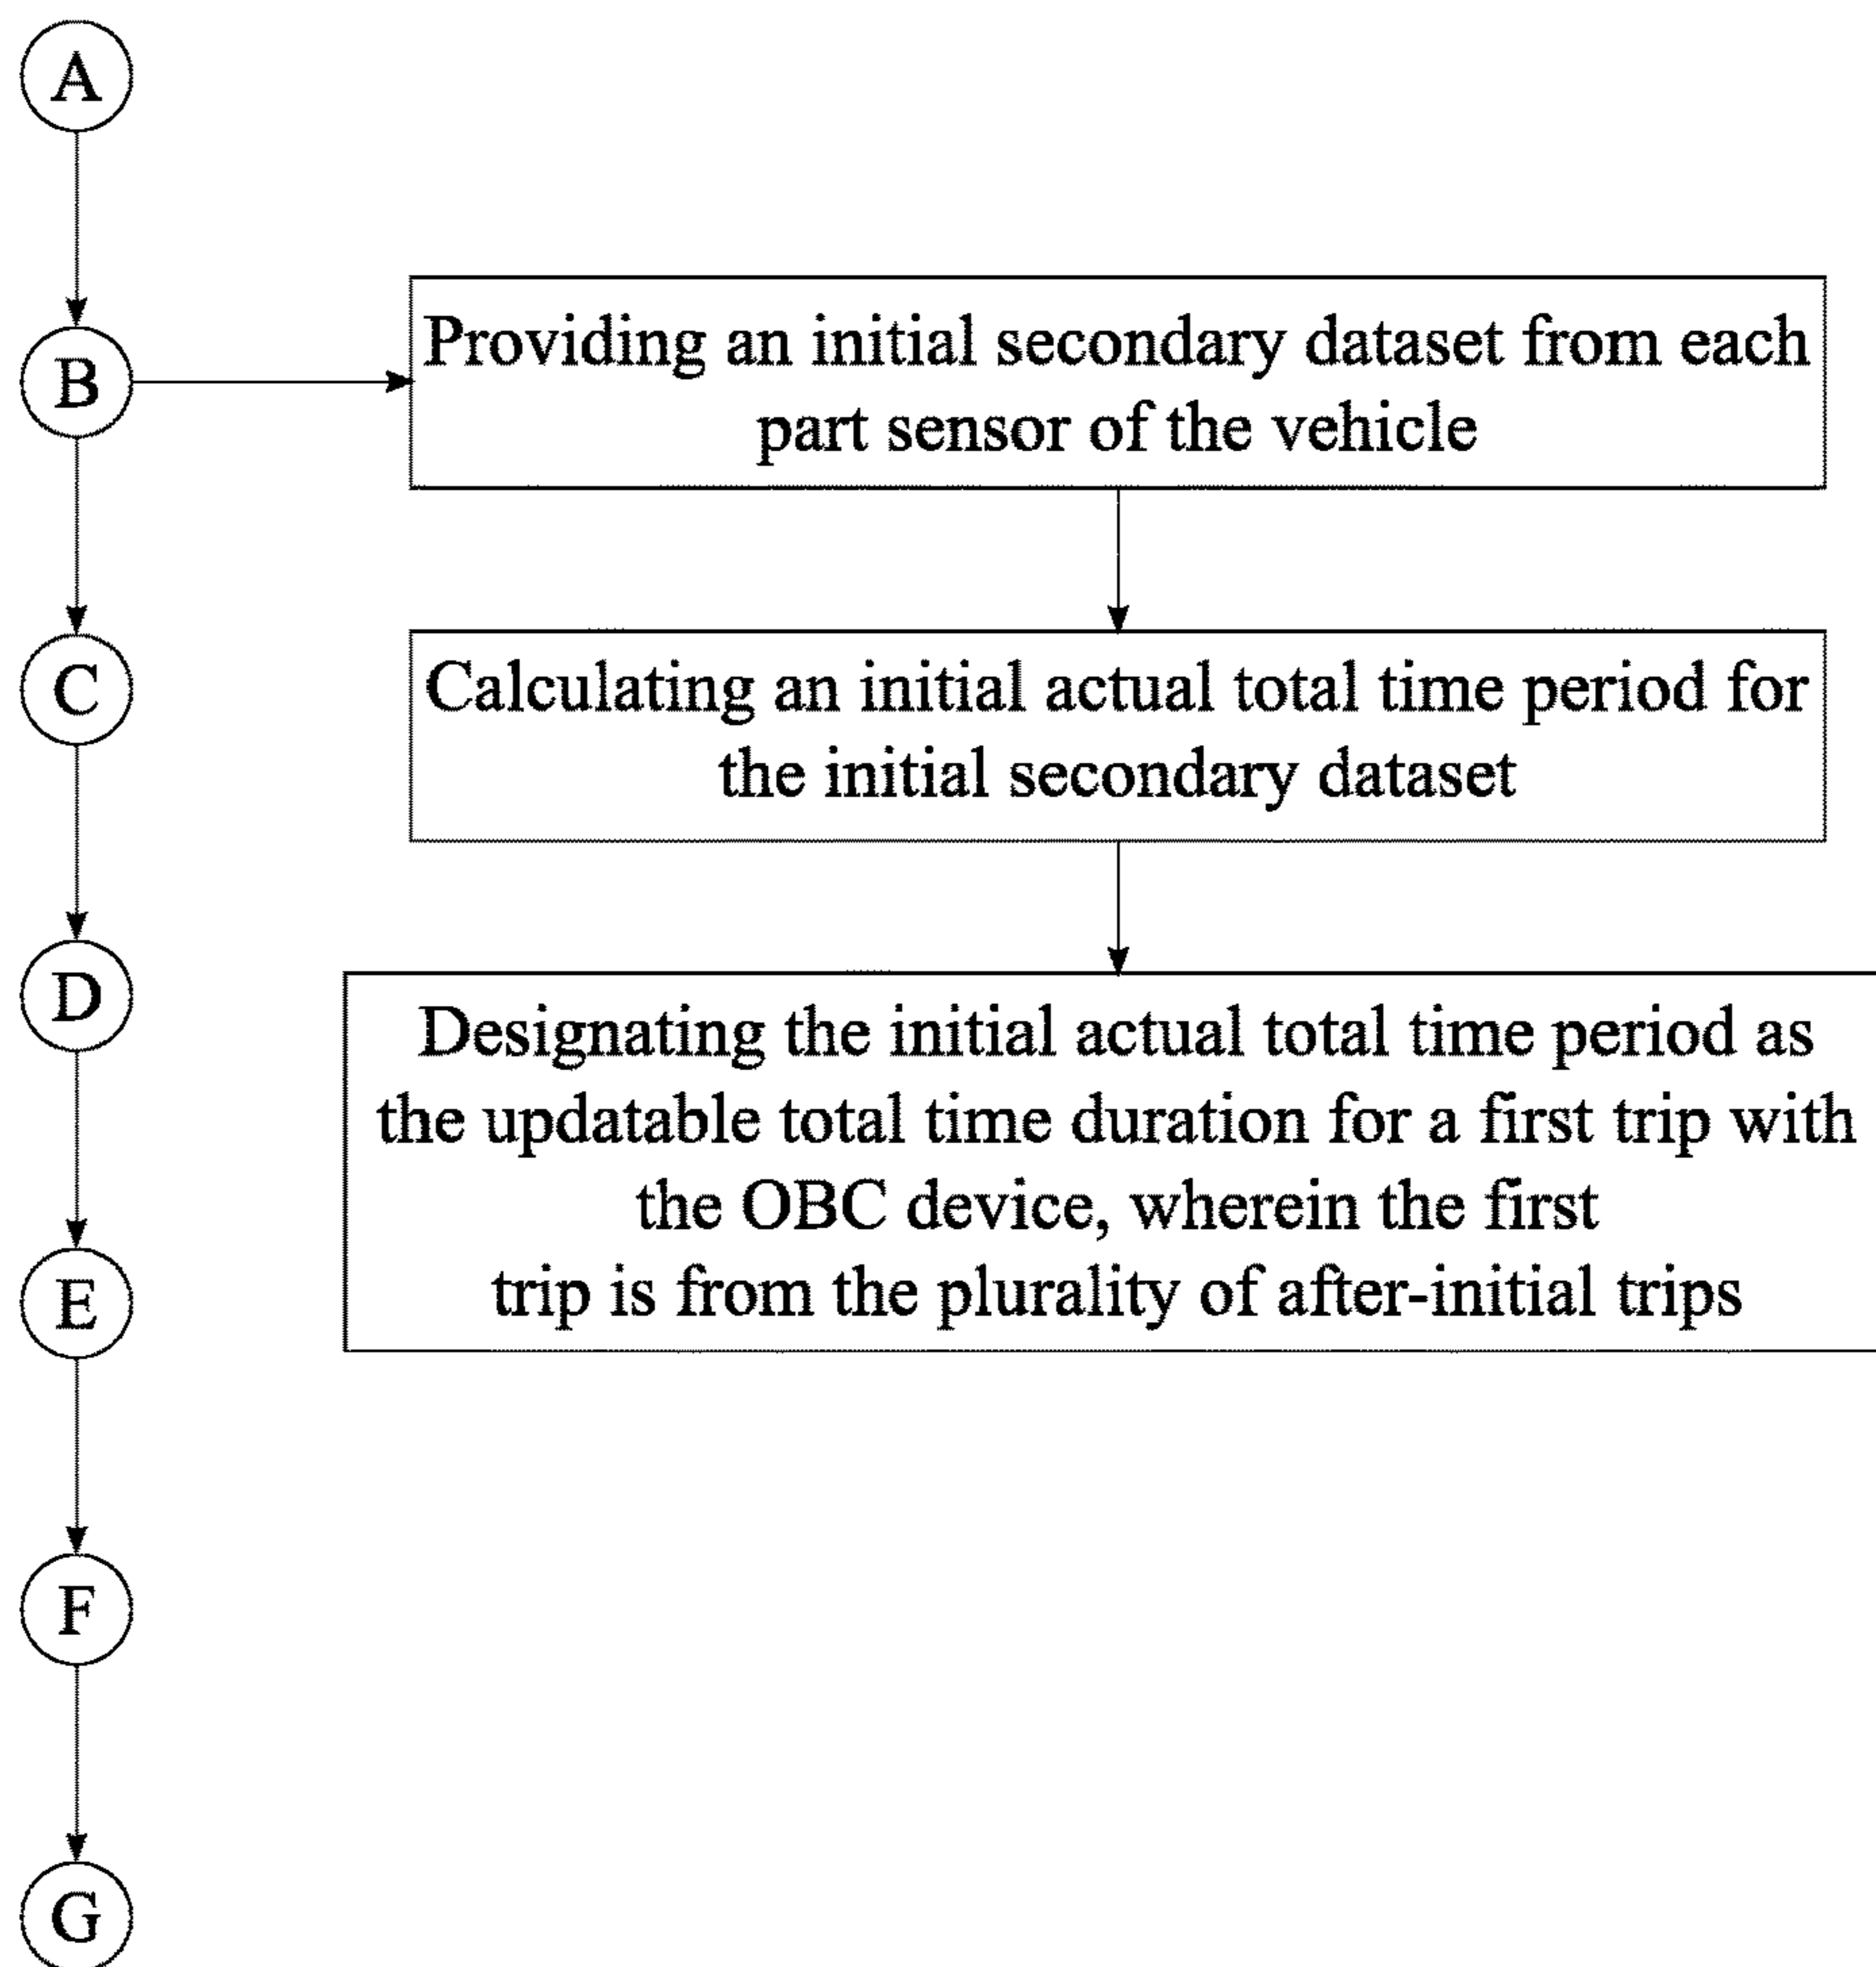 A
B
Providing an initial secondary dataset from each
part sensor of the vehicle
C
Calculating an initial actual total time period for
the initial secondary dataset
D
Designating the initial actual total time period as
the updatable total time duration for a first trip with
the OBC device, wherein the first
trip is from the plurality of after-initial trips
E
F
G